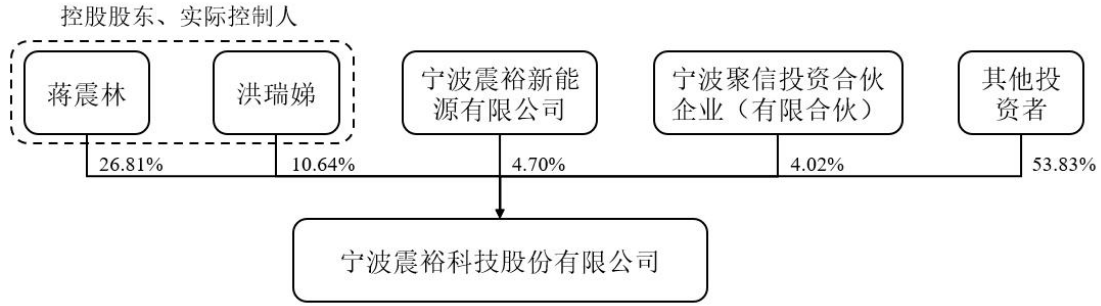 控股股东、实际控制人
蒋震林
洪瑞娣
宁波震裕新能
源有限公司
宁波聚信投资合伙
企业（有限合伙）
其他投
资者
26.81%
10.64%
4.70%
4.02%
53.83%
宁波震裕科技股份有限公司